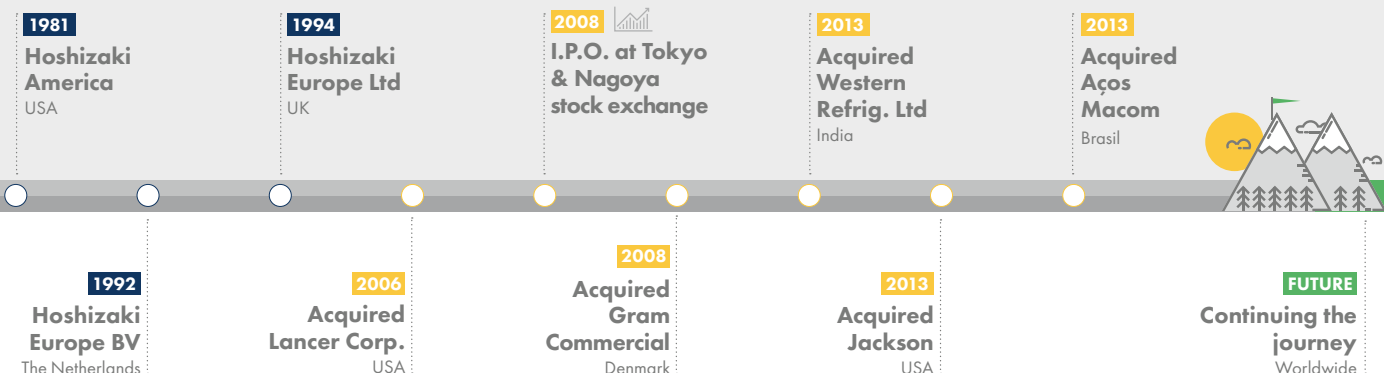 1981
Hoshizaki
America
USA
1992
Hoshizaki
Europe BV
The Netherlands
1994
Hoshizaki
Europe Ltd
UK
2006
Acquired
Lancer Corp.
USA
2008
I.P.O. at Tokyo
& Nagoya
stock exchange
2008
Acquired
Gram
Commercial
Denmark
2013
Acquired
Western
Refrig. Ltd
India
2013
Acquired
Jackson
USA
2013
Acquired
Aços
Macom
Brasil
FUTURE
Continuing the
journey
Worldwide